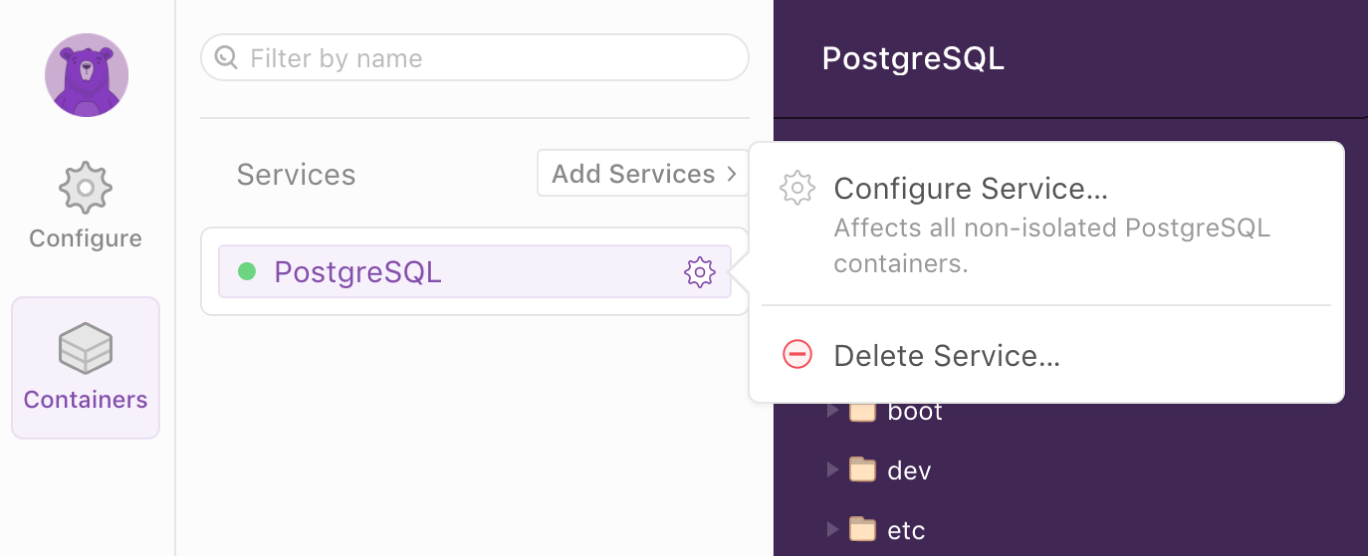 Filter by name
PostgreSQL
Services
Add Services
Configure
PostgreSQL
Configure Service...
Affects all non-isolated PostgreSQL
containers.
Delete Service...
Containers
boot
dev
etc